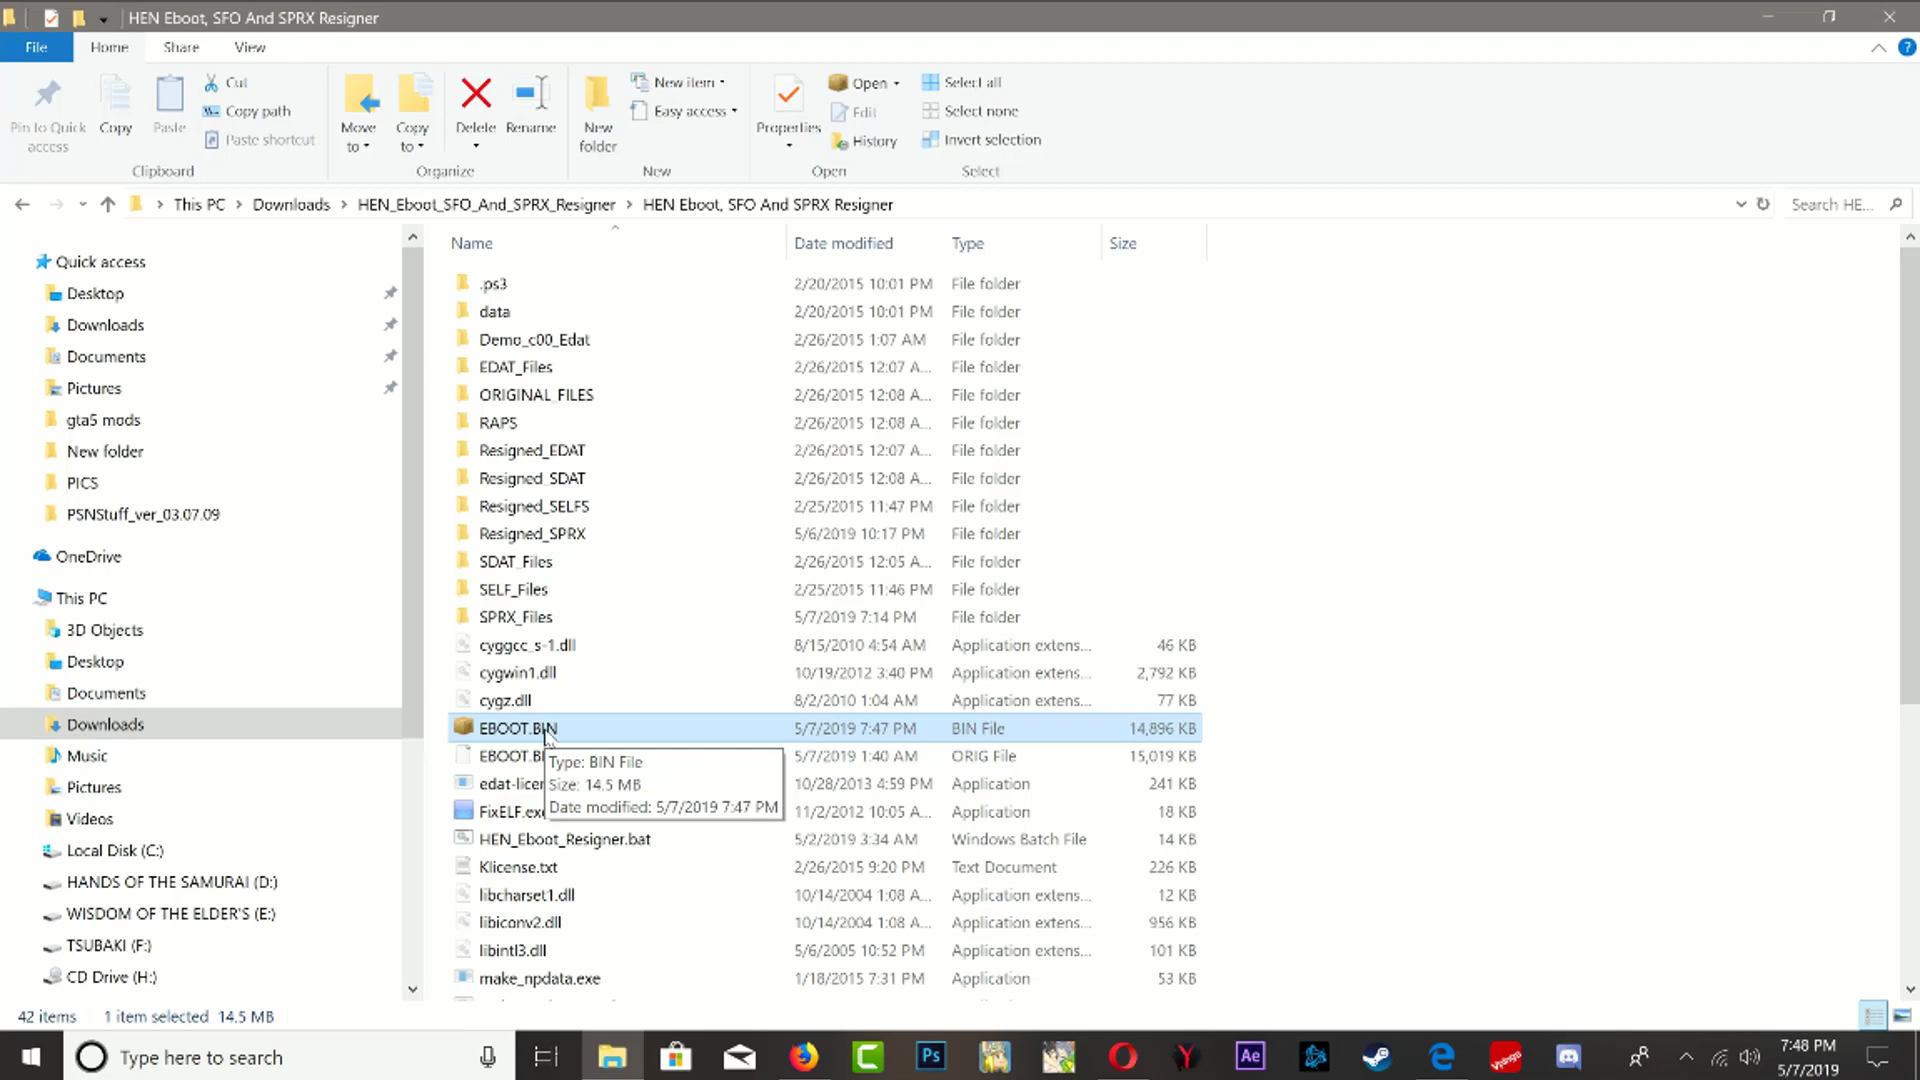 HEN Eboot, SFO And SPRX Resigner
File Home Share View
Pin to Quick access
Copy
Paste
Cut
Copy path
Paste shortcut
Move to
Copy to
Delete
Rename
New folder
New item
Easy access
Properties
Open
Edit
History
Select all
Select none
Invert selection
Clipboard Organize New Open Select
This PC > Downloads > HEN_Eboot_SFO_And_SPRX_Resigner > HEN Eboot, SFO And SPRX Resigner
Search HE...
Quick access
Desktop
Downloads
Documents
Pictures
gta5 mods
New folder
PICS
PSNStuff_ver_03.07.09
OneDrive
This PC
3D Objects
Desktop
Documents
Downloads
Music
Pictures
Videos
Local Disk (C:)
HANDS OF THE SAMURAI (D:)
WISDOM OF THE ELDER'S (E:)
TSUBAKI (F:)
CD Drive (H:)
Name Date modified Type Size
.ps3 2/20/2015 10:01 PM File folder
data 2/20/2015 10:01 PM File folder
Demo_c00_Edat 2/26/2015 1:07 AM File folder
EDAT_Files 2/26/2015 12:07 A... File folder
ORIGINAL_FILES 2/26/2015 12:08 A... File folder
RAPS 2/26/2015 12:08 A... File folder
Resigned_EDAT 2/26/2015 12:07 A... File folder
Resigned_SDAT 2/26/2015 12:08 A... File folder
Resigned_SELFS 2/25/2015 11:47 PM File folder
Resigned_SPRX 5/6/2019 10:17 PM File folder
SDAT_Files 2/26/2015 12:05 A... File folder
SELF_Files 2/25/2015 11:46 PM File folder
SPRX_Files 5/7/2019 7:14 PM File folder
cyggcc_s-1.dll 8/15/2010 4:54 AM Application extens... 46 KB
cygwin1.dll 10/19/2012 3:40 PM Application extens... 2,792 KB
cygz.dll 8/2/2010 1:04 AM Application extens... 77 KB
EBOOT.BIN 5/7/2019 7:47 PM BIN File 14,896 KB
EBOOT.BI 5/7/2019 1:40 AM ORIG File 15,019 KB
edat-licen 10/28/2013 4:59 PM Application 241 KB
FixELF.exe 11/2/2012 10:05 A... Application 18 KB
HEN_Eboot_Resigner.bat 5/2/2019 3:34 AM Windows Batch File 14 KB
Klicense.txt 2/26/2015 9:20 PM Text Document 226 KB
libcharset1.dll 10/14/2004 1:08 A... Application extens... 12 KB
libiconv2.dll 10/14/2004 1:08 A... Application extens... 956 KB
libintl3.dll 5/6/2005 10:52 PM Application extens... 101 KB
make_npdata.exe 1/18/2015 7:31 PM Application 53 KB
Type: BIN File
Size: 14.5 MB
Date modified: 5/7/2019 7:47 PM
42 items 1 item selected 14.5 MB
Type here to search
Ps
Ae
7:48 PM
5/7/2019